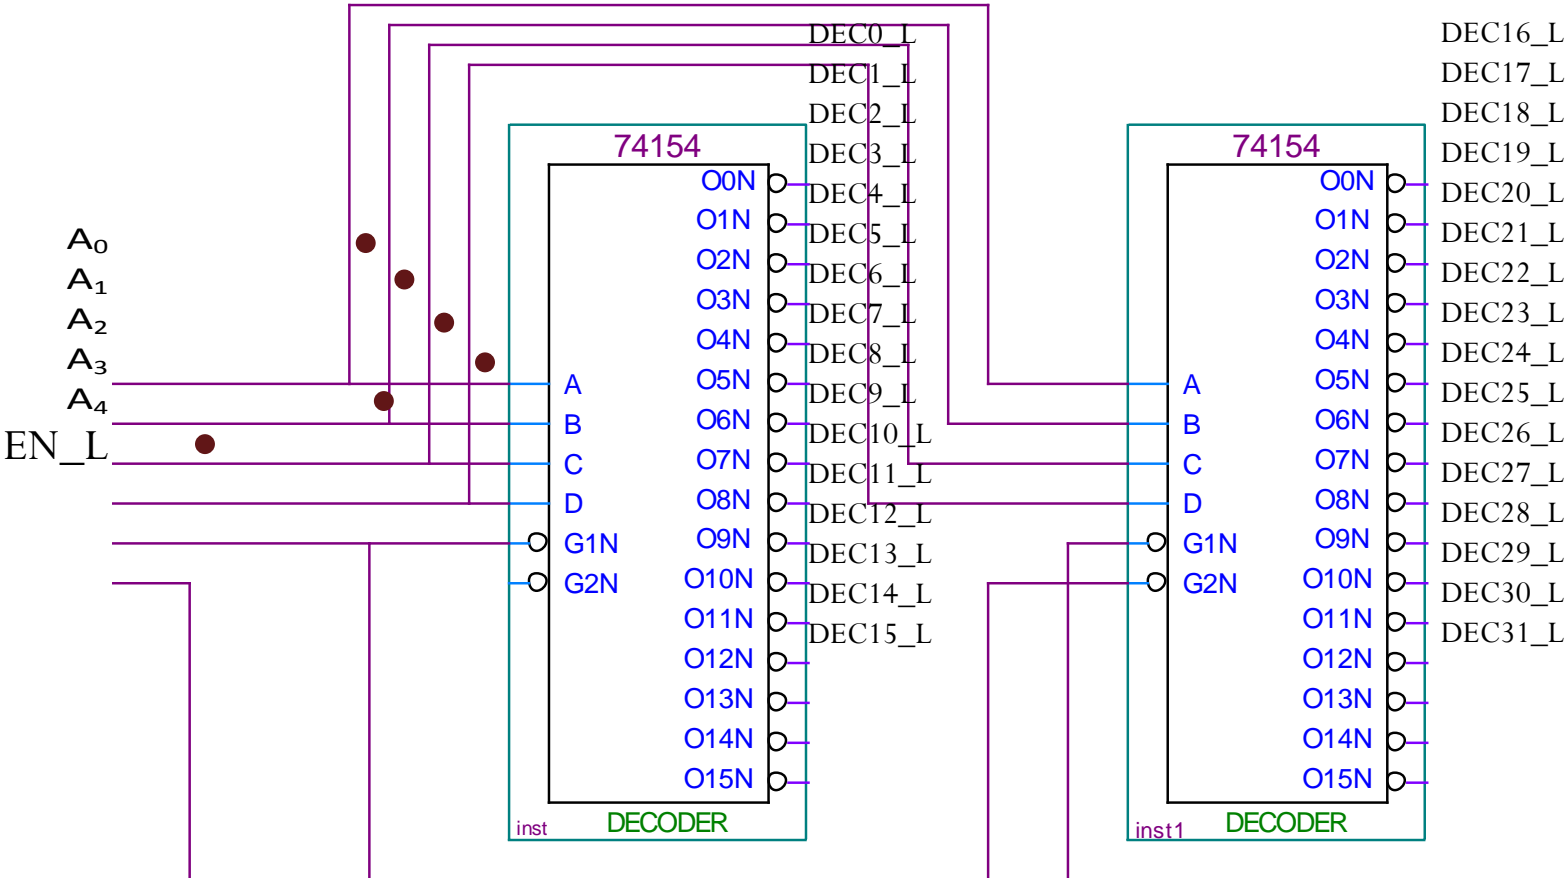 A0
A1
A2
A3
A4
EN_L
74154
A
B
C
D
G1N
G2N
O0N
O1N
O2N
O3N
O4N
O5N
O6N
O7N
O8N
O9N
O10N
O11N
O12N
O13N
O14N
O15N
inst
DECODER
DEC0_L
DEC1_L
DEC2_L
DEC3_L
DEC4_L
DEC5_L
DEC6_L
DEC7_L
DEC8_L
DEC9_L
DEC10_L
DEC11_L
DEC12_L
DEC13_L
DEC14_L
DEC15_L
74154
A
B
C
D
G1N
G2N
O0N
O1N
O2N
O3N
O4N
O5N
O6N
O7N
O8N
O9N
O10N
O11N
O12N
O13N
O14N
O15N
inst1
DECODER
DEC16_L
DEC17_L
DEC18_L
DEC19_L
DEC20_L
DEC21_L
DEC22_L
DEC23_L
DEC24_L
DEC25_L
DEC26_L
DEC27_L
DEC28_L
DEC29_L
DEC30_L
DEC31_L